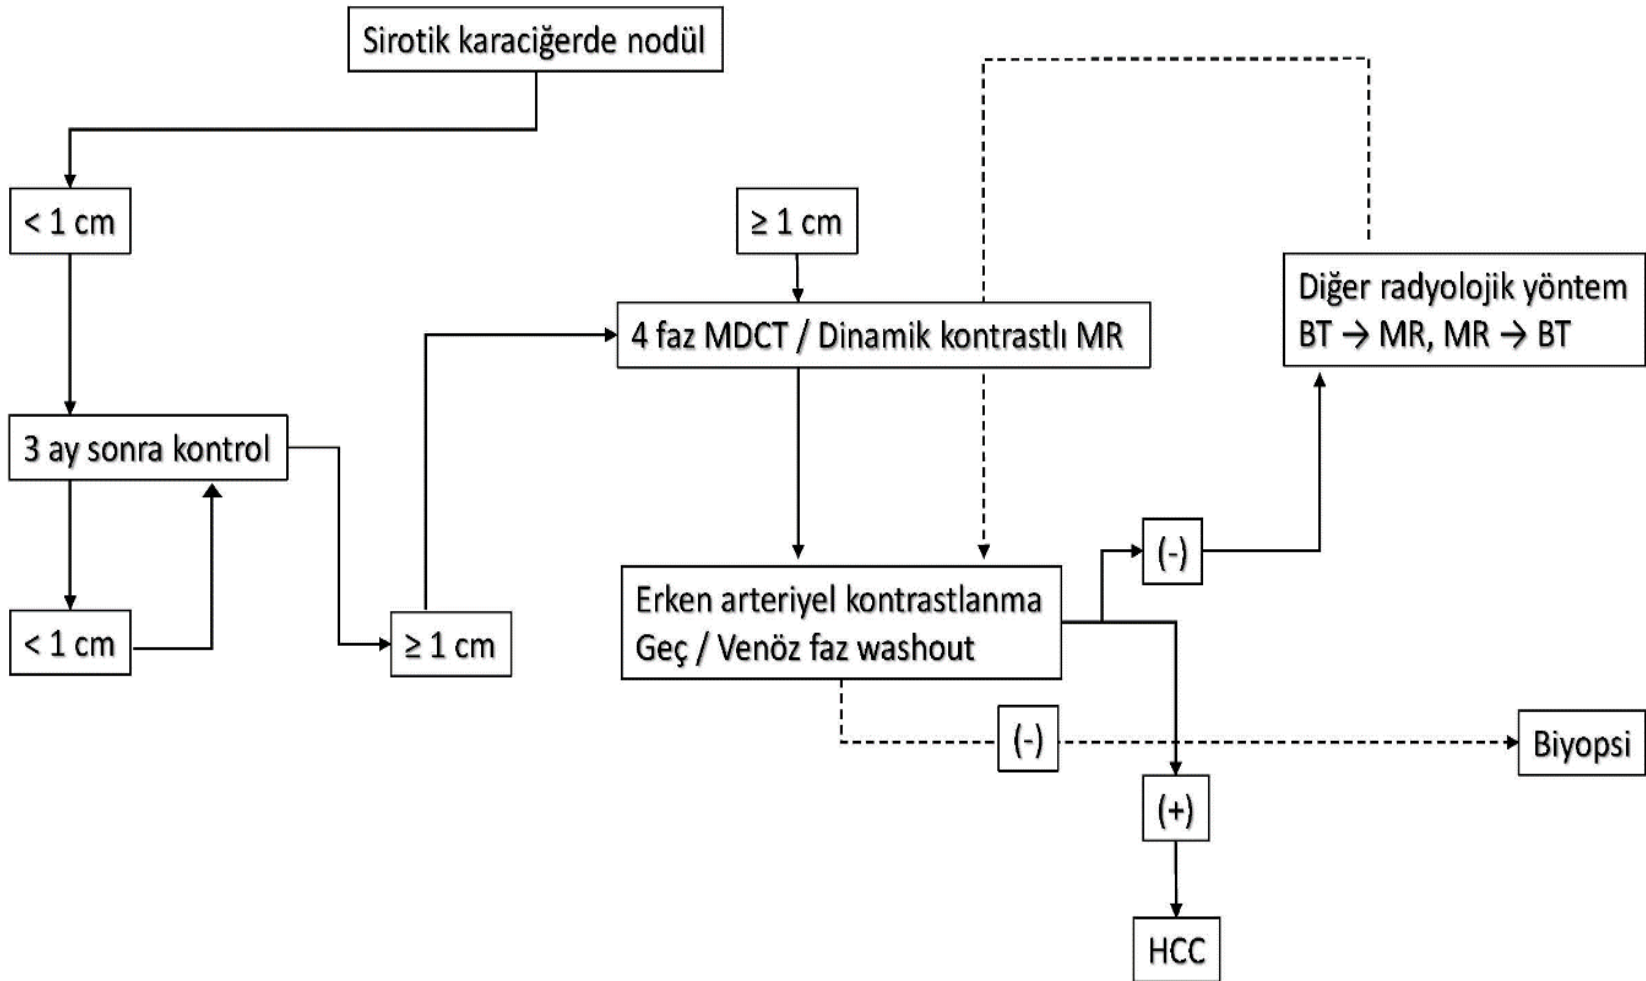 Sirotik karaciğerde nodül
< 1 cm
≥ 1 cm
Diğer radyolojik yöntem
BT → MR, MR → BT
4 faz MDCT / Dinamik kontrastlı MR
3 ay sonra kontrol
(-)
Erken arteriyel kontrastlanma
Geç / Venöz faz washout
< 1 cm
≥ 1 cm
(-)
Biyopsi
(+)
HCC